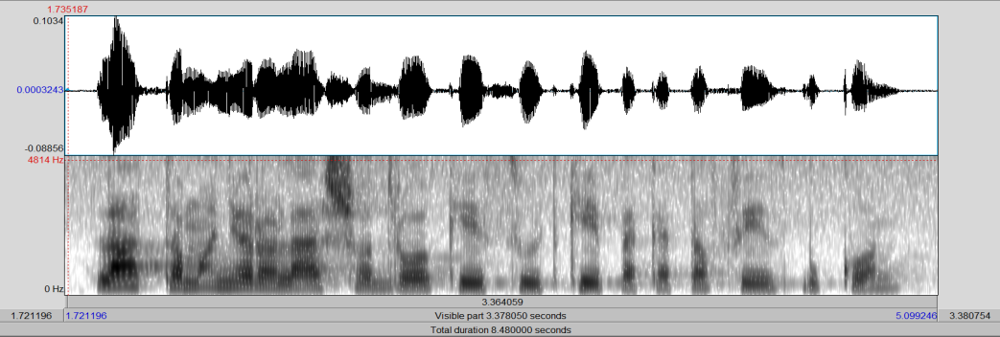 1.735187
0.1034
0.0003243
-0.08856
4814 Hz
0 Hz
3.364059
1.721196 1.721196 Visible part 3.378050 seconds 5.099246 3.380754
Total duration 8.480000 seconds